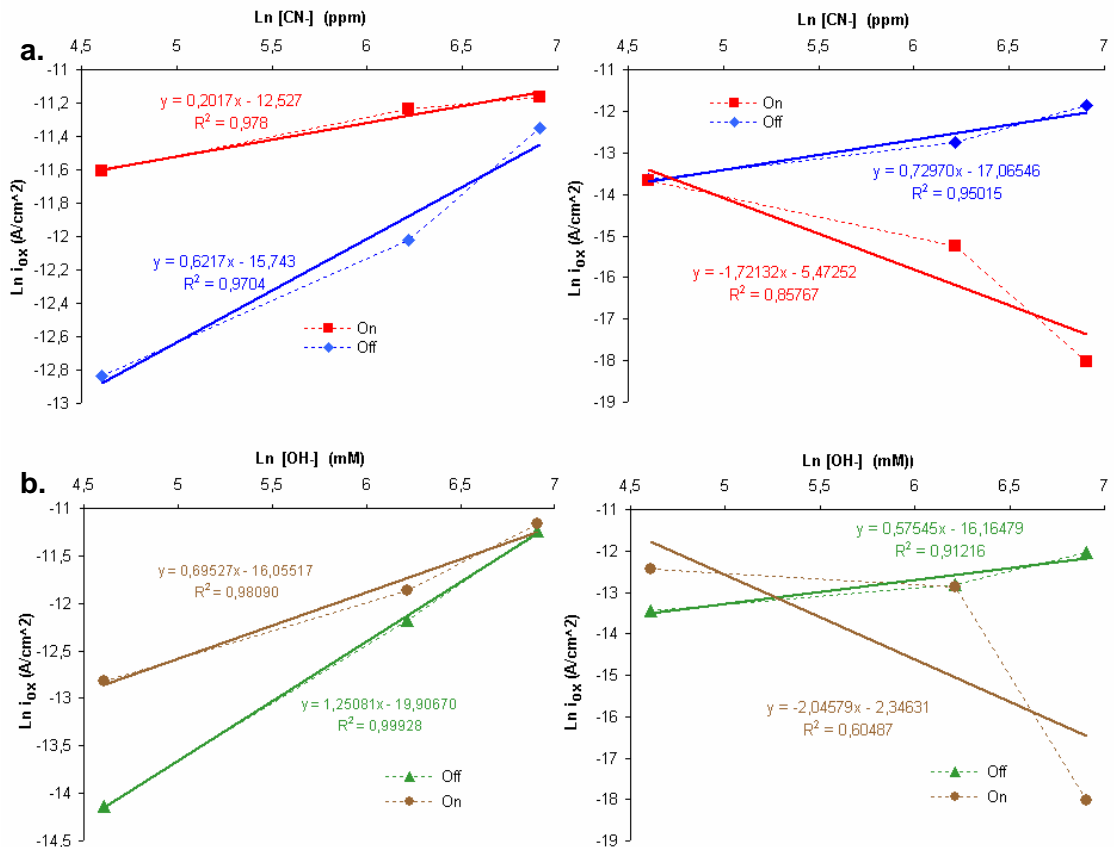 a.
Ln [CN-] (ppm)
4,5 5 5,5 6 6,5 7
-11
-11,2
-11,4
-11,6
-11,8
-12
-12,2
-12,4
-12,6
-12,8
-13
Ln iox (A/cm^2)
y = 0,2017x - 12,527
R² = 0,978
y = 0,6217x - 15,743
R² = 0,9704
On
Off
Ln [CN-] (ppm)
4,5 5 5,5 6 6,5 7
-11
-12
-13
-14
-15
-16
-17
-18
-19
Ln iox (A/cm^2)
On
Off
y = 0,72970x - 17,06546
R² = 0,95015
y = -1,72132x - 5,47252
R² = 0,85767
b.
Ln [OH-] (mM)
4,5 5 5,5 6 6,5 7
-11
-11,5
-12
-12,5
-13
-13,5
-14
-14,5
Ln iox (A/cm^2)
y = 0,69527x - 16,05517
R² = 0,98090
y = 1,25081x - 19,90670
R² = 0,99928
Off
On
Ln [OH-] (mM))
4,5 5 5,5 6 6,5 7
-11
-12
-13
-14
-15
-16
-17
-18
-19
Ln iox (A/cm^2)
y = 0,57545x - 16,16479
R² = 0,91216
y = -2,04579x - 2,34631
R² = 0,60487
Off
On